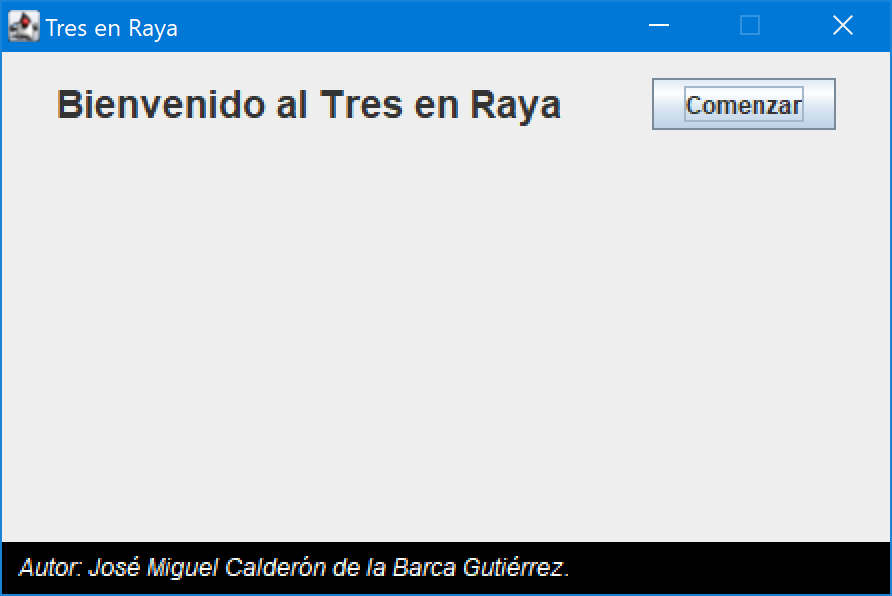 Tres en Raya
Bienvenido al Tres en Raya
Comenzar
Autor: José Miguel Calderón de la Barca Gutiérrez.